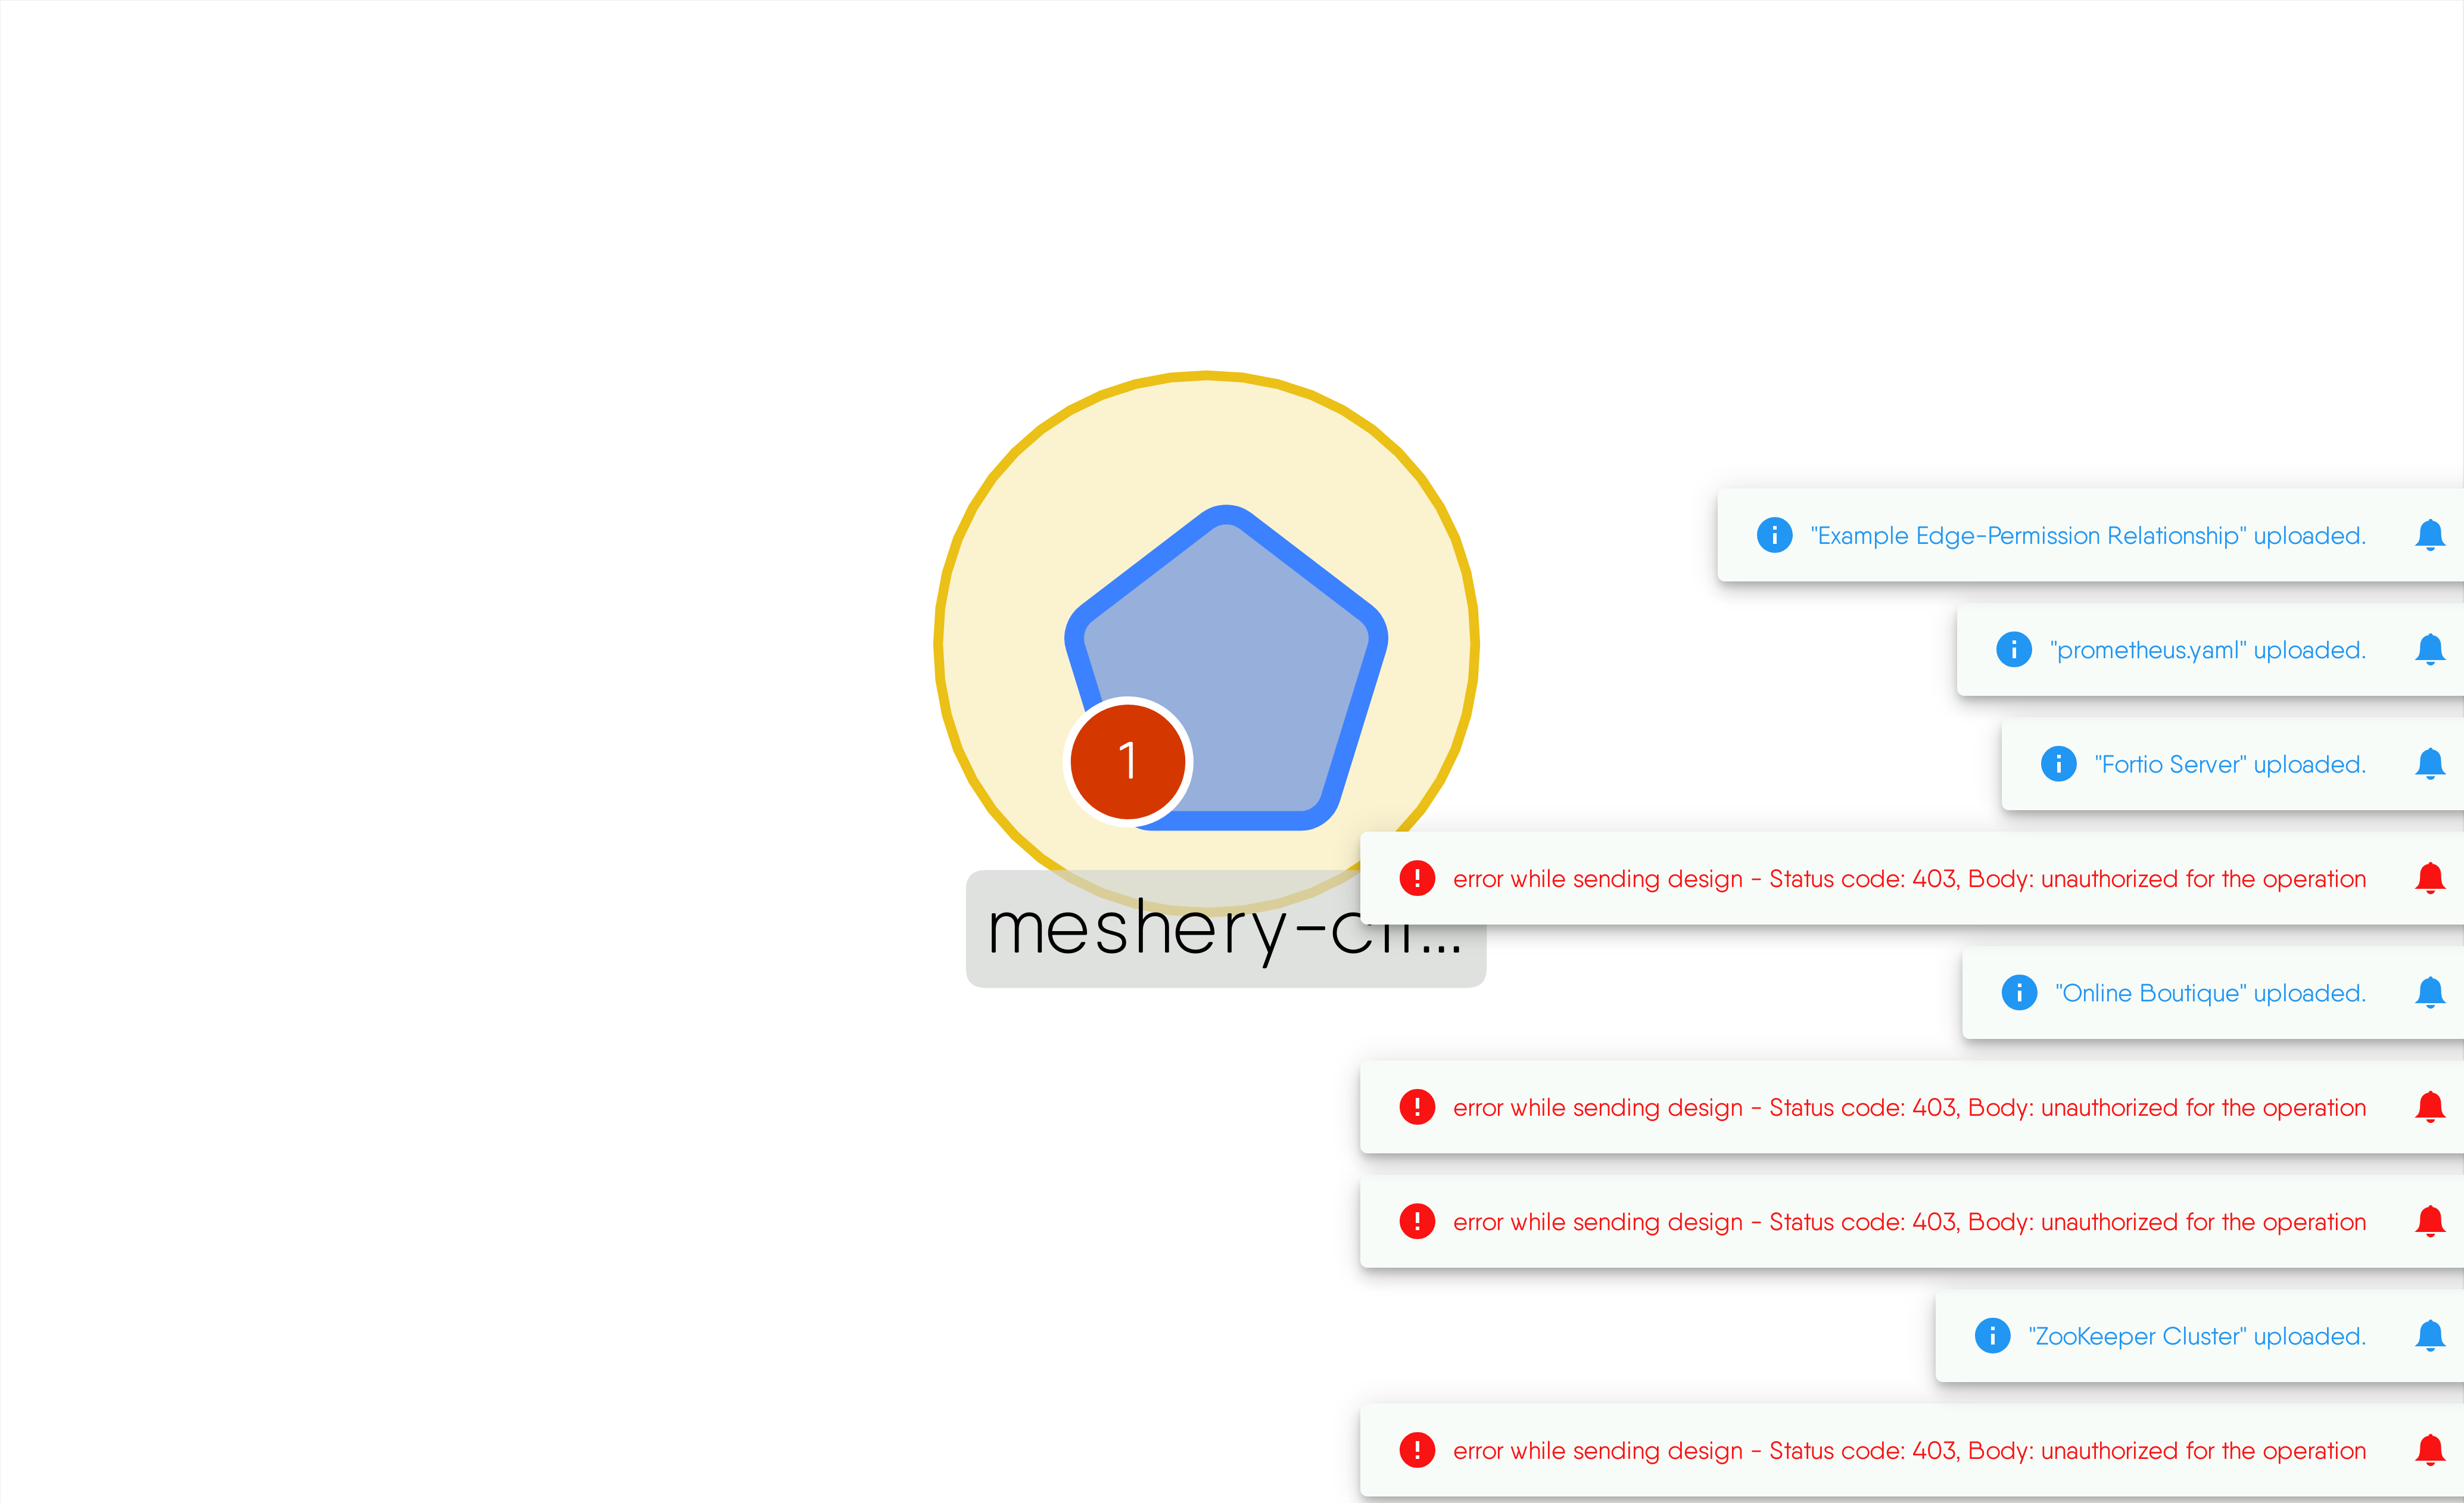 "Example Edge-Permission Relationship" uploaded.
"prometheus.yaml" uploaded.
"Fortio Server" uploaded.
1
error while sending design - Status code: 403, Body: unauthorized for the operation
meshery-
"Online Boutique" uploaded.
error while sending design - Status code: 403, Body: unauthorized for the operation
error while sending design - Status code: 403, Body: unauthorized for the operation
"ZooKeeper Cluster" uploaded.
error while sending design - Status code: 403, Body: unauthorized for the operation